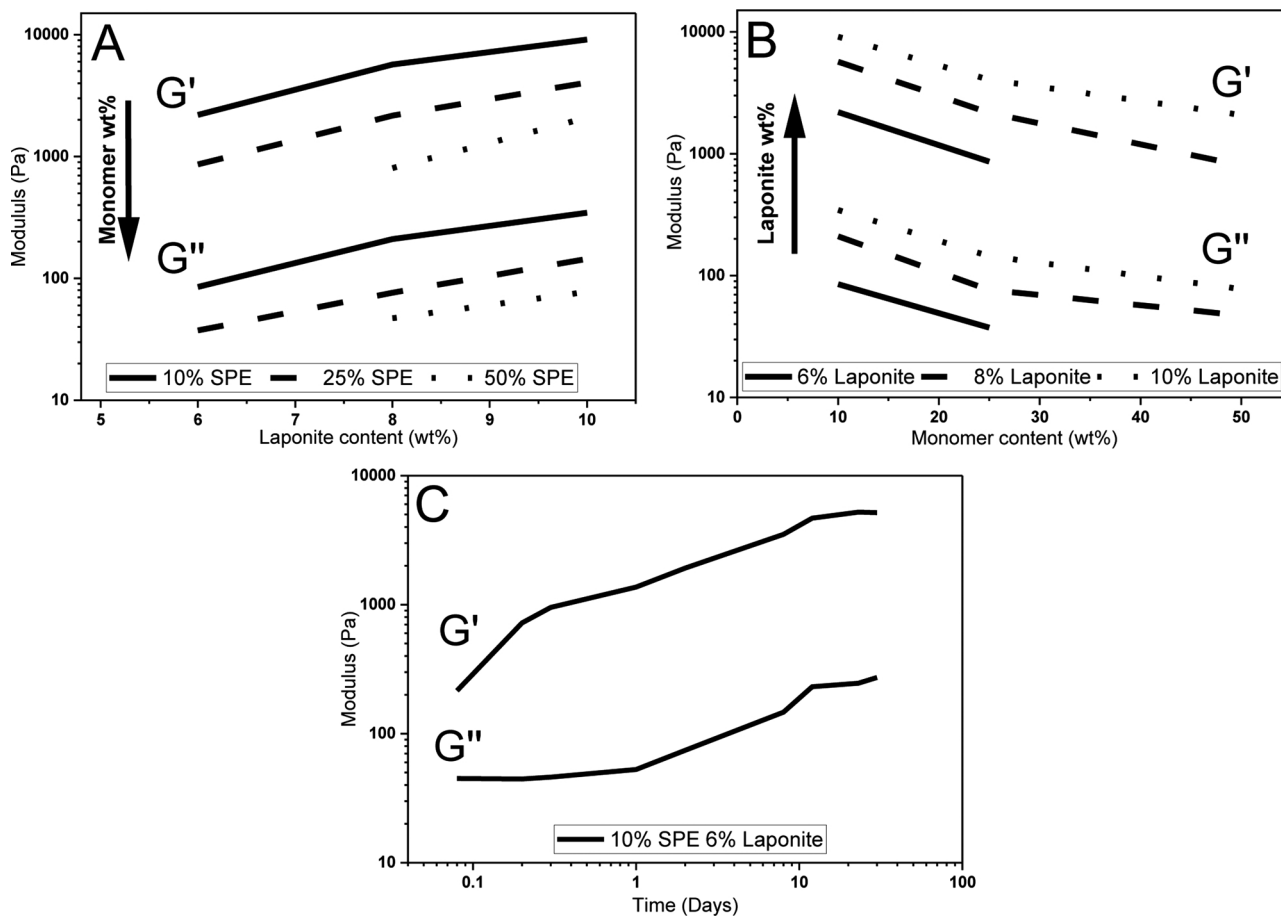 A
10000
1000
100
10
Modululs (Pa)
G'
Monomer wt%
G"
10% SPE 25% SPE 50% SPE
5 6 7 8 9 10
Laponite content (wt%)
B
10000
1000
100
10
Modulus (Pa)
G'
Laponite wt%
G"
6% Laponite 8% Laponite 10% Laponite
0 10 20 30 40 50
Monomer content (wt%)
C
10000
1000
100
10
Modulus (Pa)
G'
G"
10% SPE 6% Laponite
0.1 1 10 100
Time (Days)